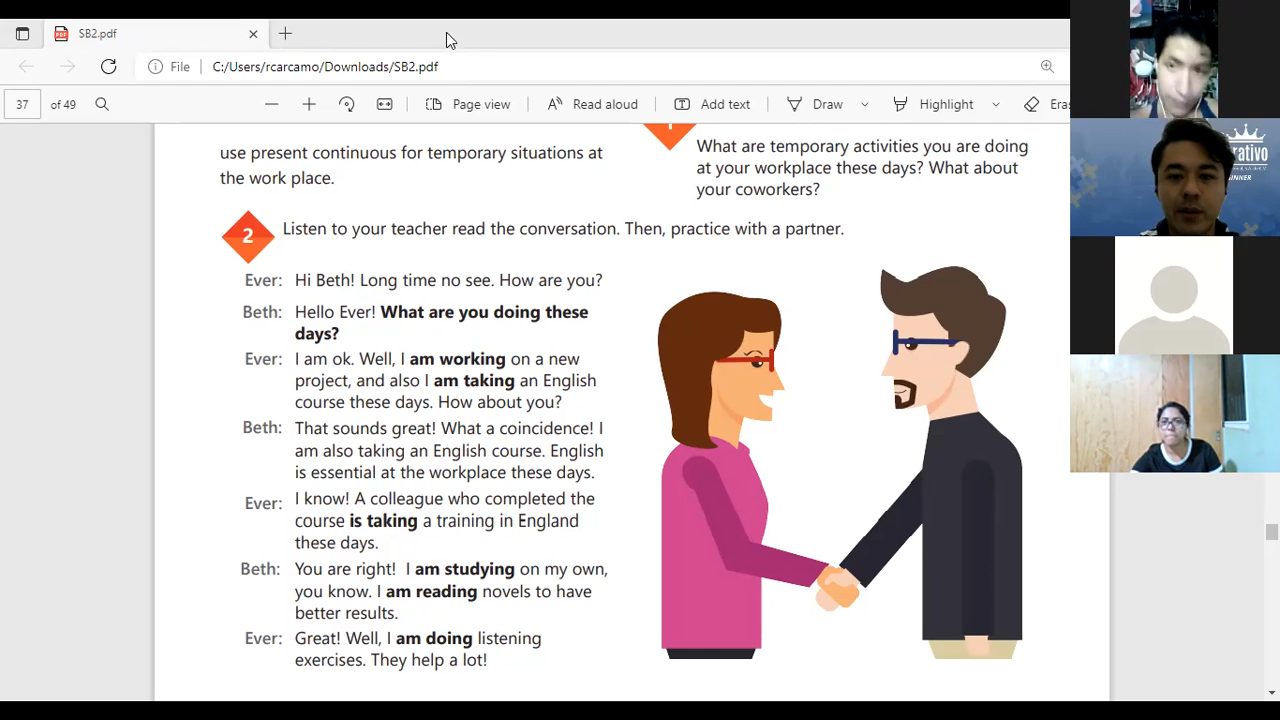 SB2.pdf
File C:/Users/rcarcamo/Downloads/SB2.pdf
37 of 49 Page view Read aloud Add text Draw Highlight
use present continuous for temporary situations at
the work place.
1
What are temporary activities you are doing
at your workplace these days? What about
your coworkers?
2 Listen to your teacher read the conversation. Then, practice with a partner.
Ever: Hi Beth! Long time no see. How are you?
Beth: Hello Ever! What are you doing these
days?
Ever: I am ok. Well, I am working on a new
project, and also I am taking an English
course these days. How about you?
Beth: That sounds great! What a coincidence! I
am also taking an English course. English
is essential at the workplace these days.
Ever: I know! A colleague who completed the
course is taking a training in England
these days.
Beth: You are right! I am studying on my own,
you know. I am reading novels to have
better results.
Ever: Great! Well, I am doing listening
exercises. They help a lot!